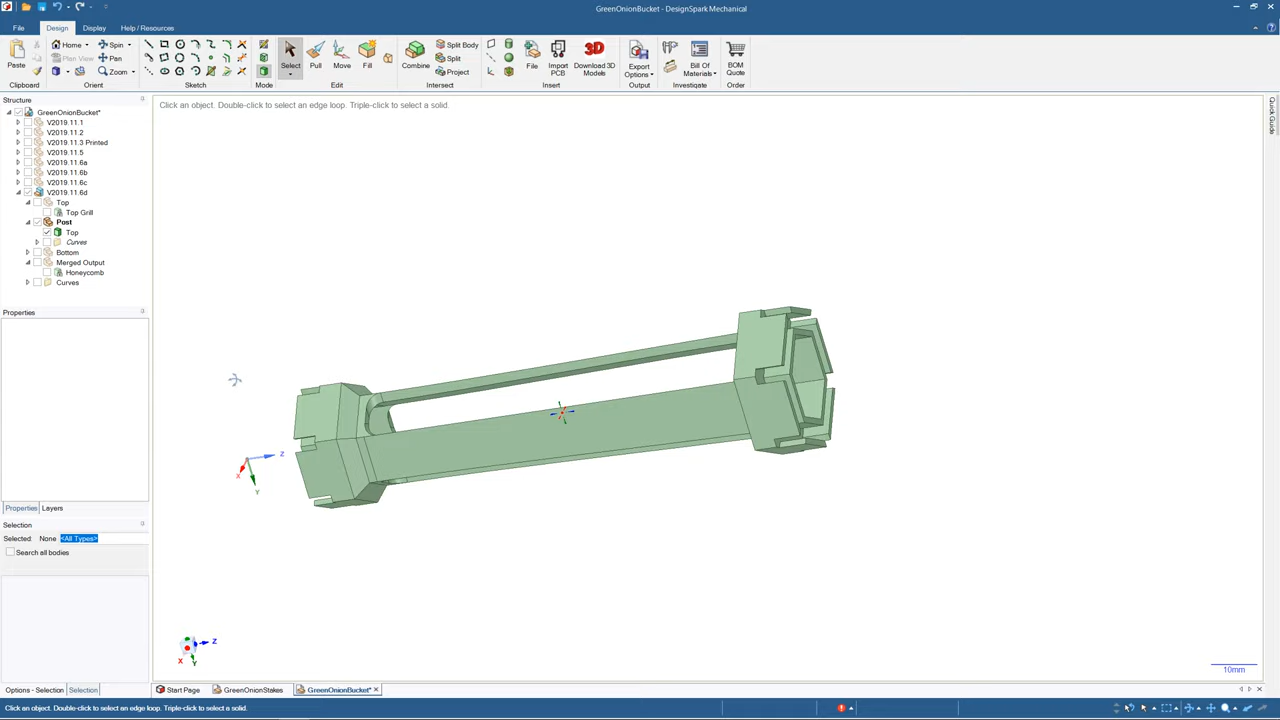 GreenOnionBucket - DesignSpark Mechanical
File Design Display Help / Resources
Home Spin Split Body
Plan View Pan Split
Zoom Project
Paste Select Pull Move Fill Combine File Import PCB Download 3D Models Export Options Bill Of Materials BOM Quote
3D
Clipboard Orient Sketch Mode Edit Intersect Insert Output Investigate Order
Structure
GreenOnionBucket*
V2019.11.1
V2019.11.2
V2019.11.3 Printed
V2019.11.5
V2019.11.6a
V2019.11.6b
V2019.11.6c
V2019.11.6d
Top
Top Grill
Post
Top
Curves
Bottom
Merged Output
Honeycomb
Curves
Properties
Properties Layers
Selection
Selected: None <All Types>
Search all bodies
Options - Selection Selection
Click an object. Double-click to select an edge loop. Triple-click to select a solid.
Quick Guide
Z
X
Y
Z
X
Y
10mm
Start Page GreenOnionStakes GreenOnionBucket*
Click an object. Double-click to select an edge loop. Triple-click to select a solid.